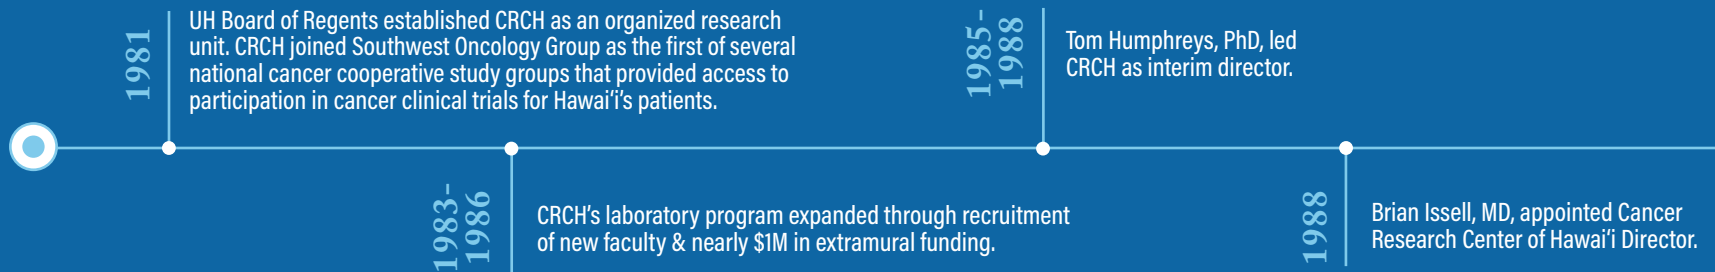 1981
UH Board of Regents established CRCH as an organized research
unit. CRCH joined Southwest Oncology Group as the first of several
national cancer cooperative study groups that provided access to
participation in cancer clinical trials for Hawai‘i’s patients.
1983-
1986
CRCH’s laboratory program expanded through recruitment
of new faculty & nearly $1M in extramural funding.
1985-
1988
Tom Humphreys, PhD, led
CRCH as interim director.
1988
Brian Issell, MD, appointed Cancer
Research Center of Hawai‘i Director.